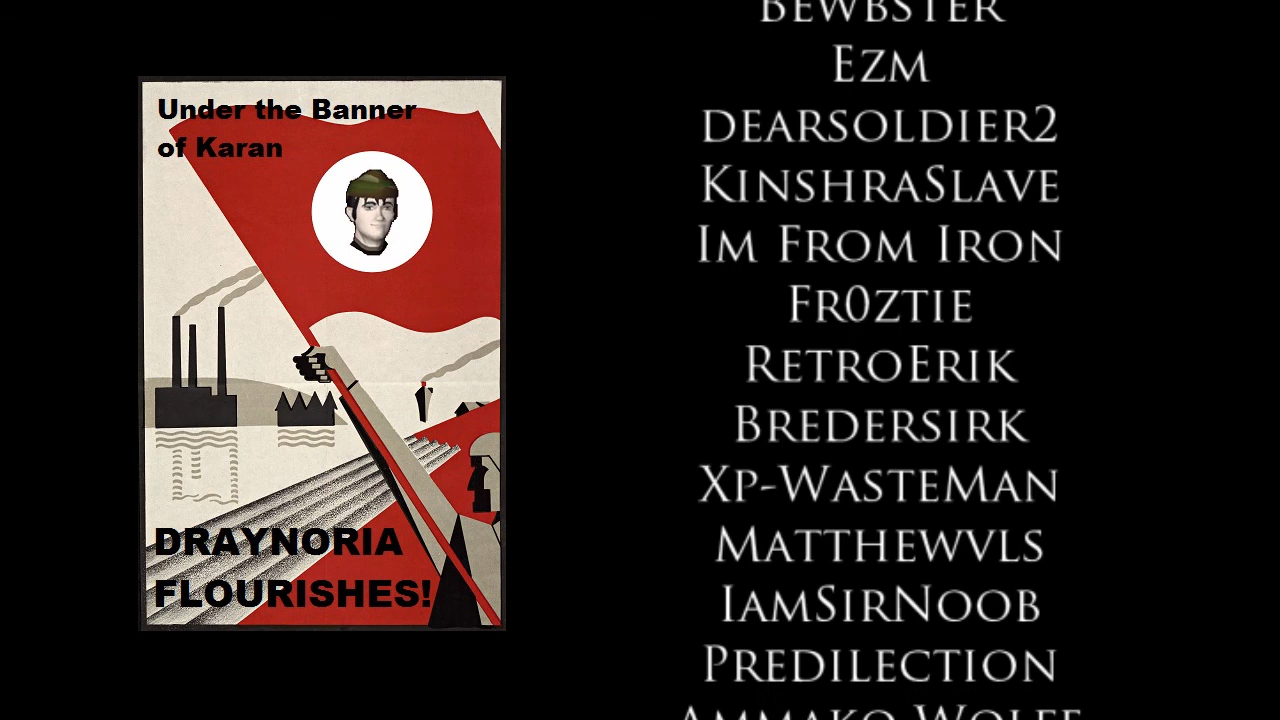 Under the Banner
of Karan
DRAYNORIA
FLOURISHES!
BEWBSTER
EZM
DEARSOLDIER2
KINSHRASLAVE
IM FROM IRON
FR0ZTIE
RETROERIK
BREDERSIRK
XP-WASTEMAN
MATTHEWVLS
IAMSIRNOOB
PREDILECTION